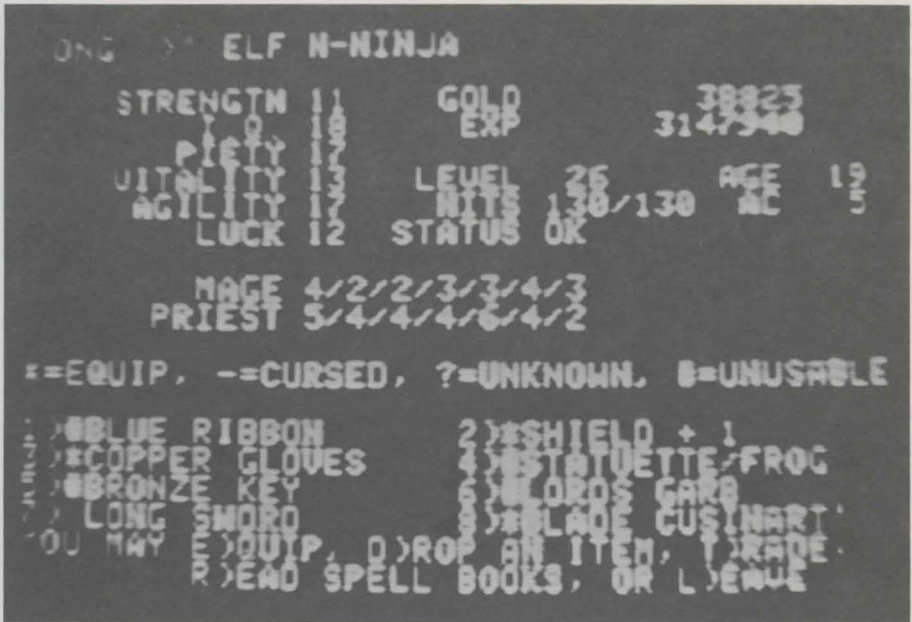 ELF N-NINJA
STRENGTH 11 GOLD 38825
I.Q. 18 EXP
PIETY 17
VITALITY 13 LEVEL 26 AGE 19
AGILITY 17 HITS 130/130 AC
LUCK 12 STATUS OK
MAGE 4/2/2/3/3/4/3
PRIEST 5/4/4/4/6/4/2
*=EQUIP, -=CURSED, ?=UNKNOWN, #=UNUSABLE
)#BLUE RIBBON 2)*SHIELD + 1
)*COPPER GLOVES 4)#STATUETTE/FROG
)#BRONZE KEY 6)#LORDS GARB
) LONG SWORD 8)*BLADE CUSINART'
YOU MAY E)QUIP, D)ROP AN ITEM, T)RADE,
R)EAD SPELL BOOKS, OR L)EAVE